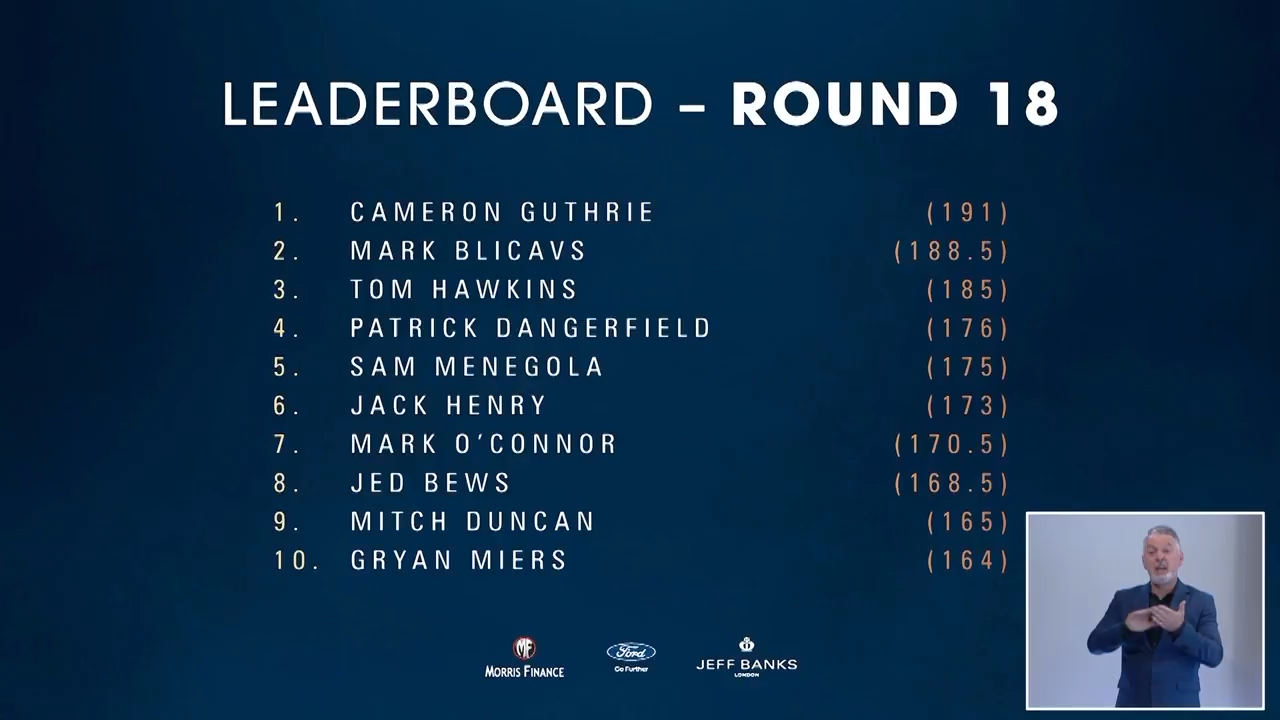 LEADERBOARD – ROUND 18
1. CAMERON GUTHRIE (191)
2. MARK BLICAVS (188.5)
3. TOM HAWKINS (185)
4. PATRICK DANGERFIELD (176)
5. SAM MENEGOLA (175)
6. JACK HENRY (173)
7. MARK O'CONNOR (170.5)
8. JED BEWS (168.5)
9. MITCH DUNCAN (165)
10. GRYAN MIERS (164)
MF
MORRIS FINANCE
Ford
Go Further
JEFF BANKS
LONDON